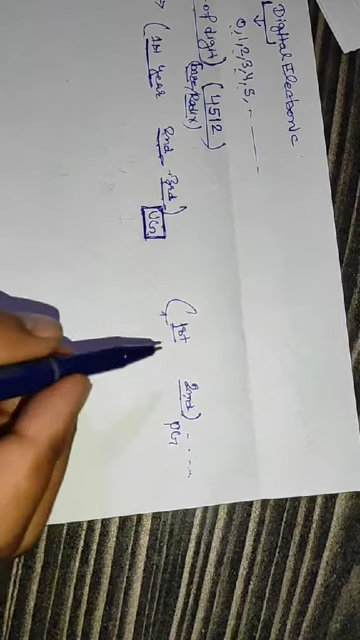 Digital Electronic
0,1,2,3,4,5, - - - -
of digit) (4512
(base, Radix)
(1st year 2nd - 3rd) (1st 2nd) - . . . .
UG PG